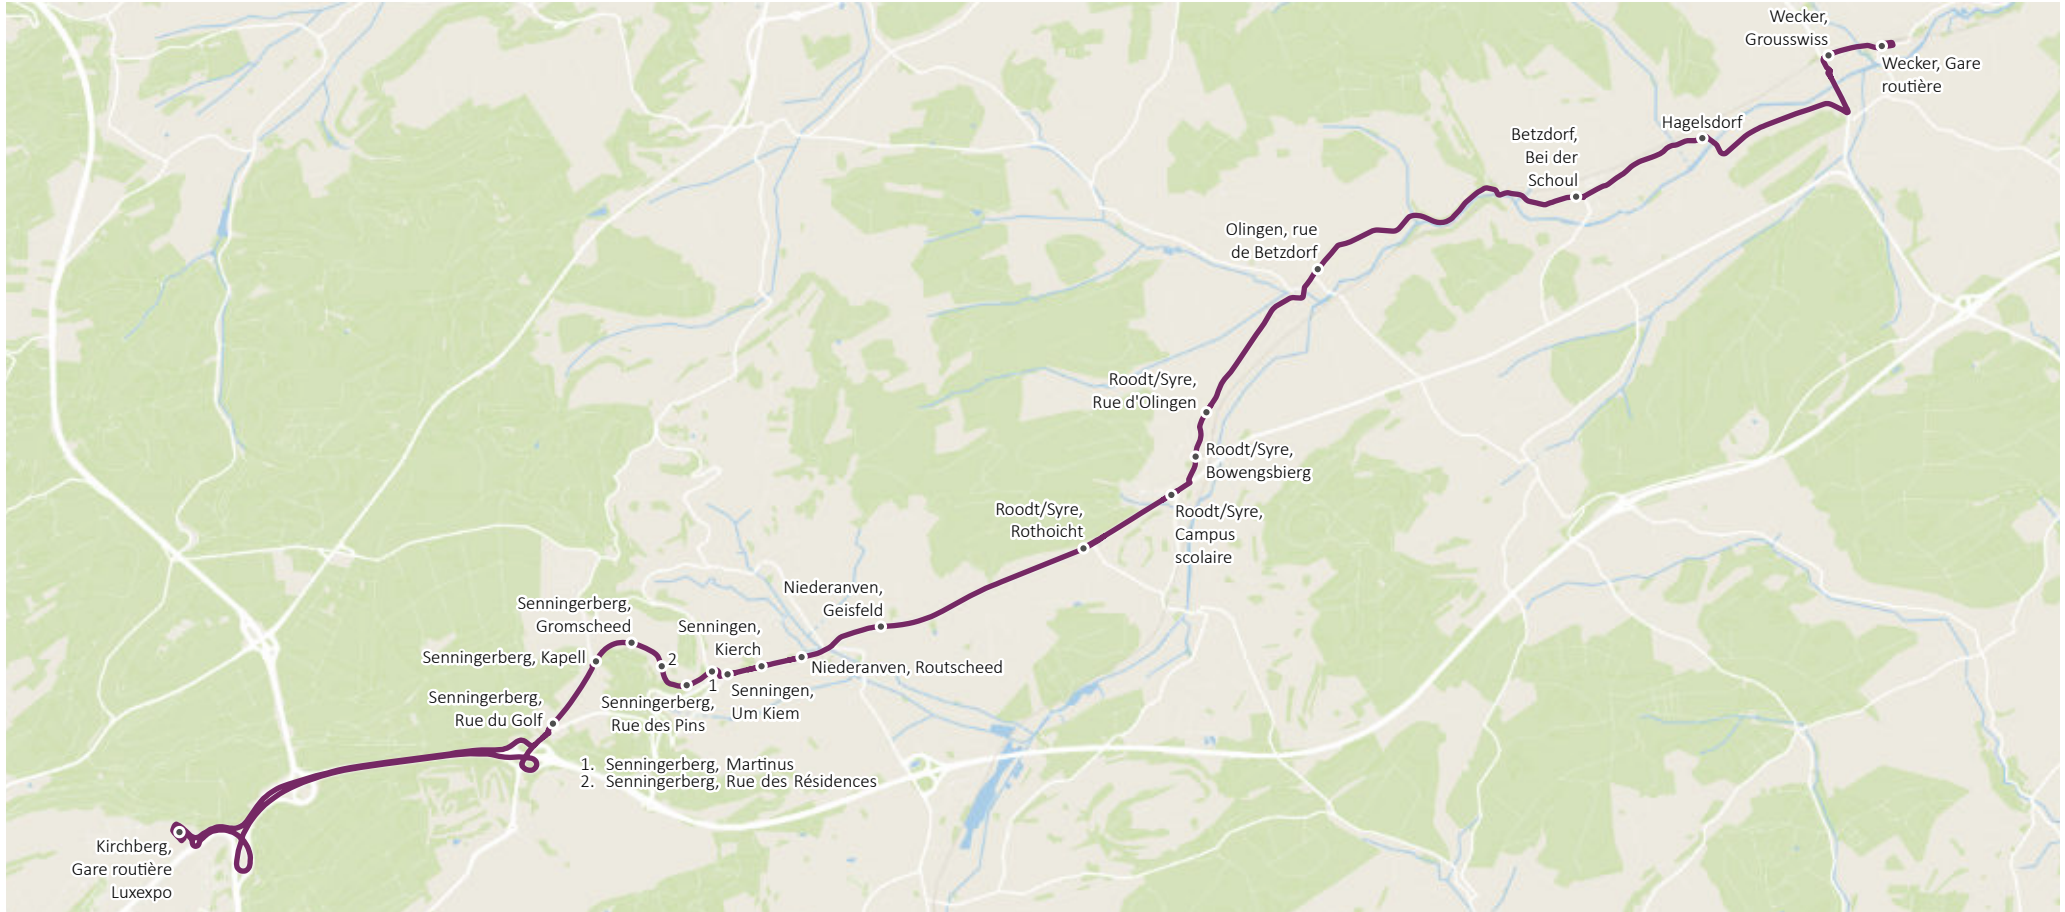 Wecker,
Grousswiss
Wecker, Gare
routière
Hagelsdorf
Betzdorf,
Bei der
Schoul
Olingen, rue
de Betzdorf
Roodt/Syre,
Rue d'Olingen
Roodt/Syre,
Bowengsbierg
Roodt/Syre,
Rothoicht
Roodt/Syre,
Campus
scolaire
Niederanven,
Geisfeld
Senningerberg,
Gromscheed
Senningen,
Kierch
Senningerberg, Kapell
2
Niederanven, Routscheed
1
Senningen,
Um Kiem
Senningerberg,
Rue du Golf
Senningerberg,
Rue des Pins
1. Senningerberg, Martinus
2. Senningerberg, Rue des Résidences
Kirchberg,
Gare routière
Luxexpo